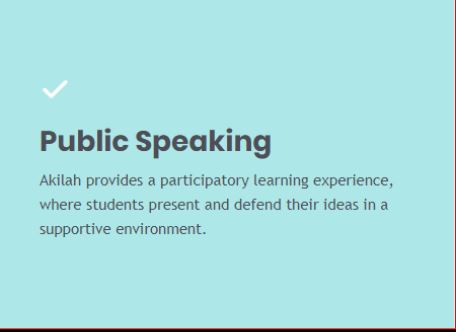 Public Speaking
Akilah provides a participatory learning experience,
where students present and defend their ideas in a
supportive environment.